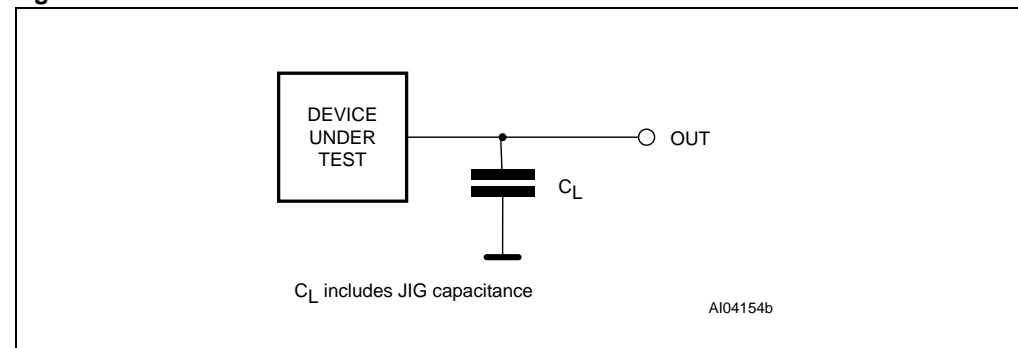 DEVICE
UNDER
TEST
OUT
CL
CL includes JIG capacitance
AI04154b